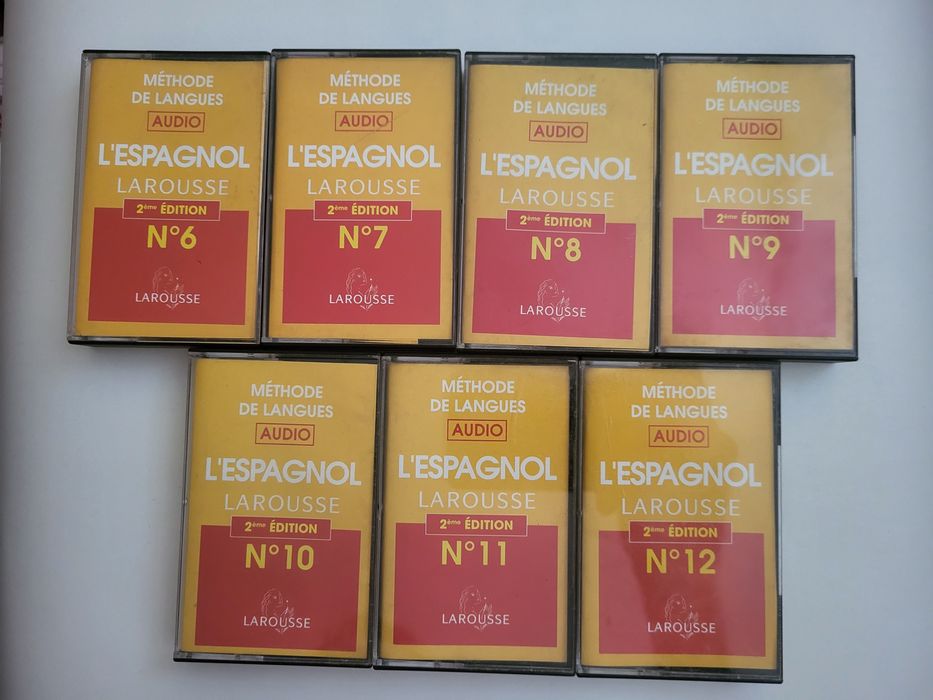 MÉTHODE
DE LANGUES
AUDIO
L'ESPAGNOL
LAROUSSE
2ème ÉDITION
N°6
LAROUSSE
MÉTHODE
DE LANGUES
AUDIO
L'ESPAGNOL
LAROUSSE
2ème ÉDITION
N°7
LAROUSSE
MÉTHODE
DE LANGUES
AUDIO
L'ESPAGNOL
LAROUSSE
2ème ÉDITION
N°8
LAROUSSE
MÉTHODE
DE LANGUES
AUDIO
L'ESPAGNOL
LAROUSSE
2ème ÉDITION
N°9
LAROUSSE
MÉTHODE
DE LANGUES
AUDIO
L'ESPAGNOL
LAROUSSE
2ème ÉDITION
N°10
LAROUSSE
MÉTHODE
DE LANGUES
AUDIO
L'ESPAGNOL
LAROUSSE
2ème ÉDITION
N°11
LAROUSSE
MÉTHODE
DE LANGUES
AUDIO
L'ESPAGNOL
LAROUSSE
2ème ÉDITION
N°12
LAROUSSE